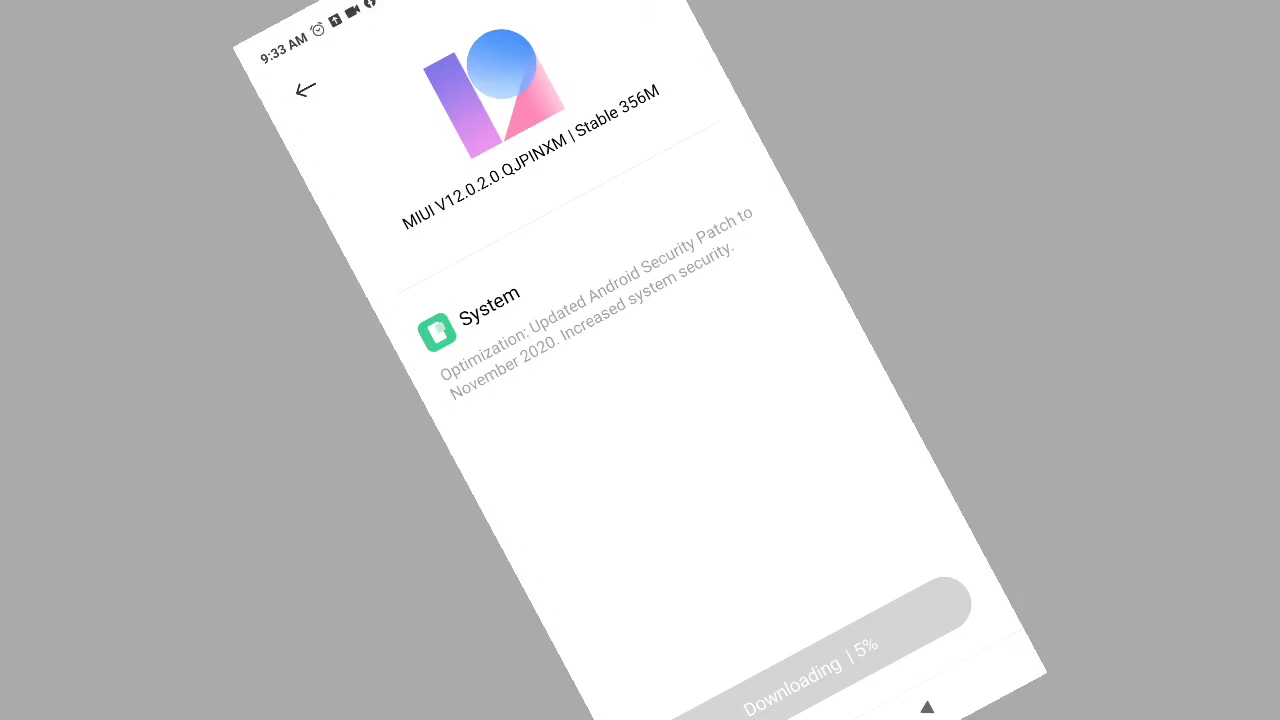 9:33 AM
MIUI V12.0.2.0.QJPINXM | Stable 356M
System
Optimization: Updated Android Security Patch to
November 2020. Increased system security.
Downloading | 5%